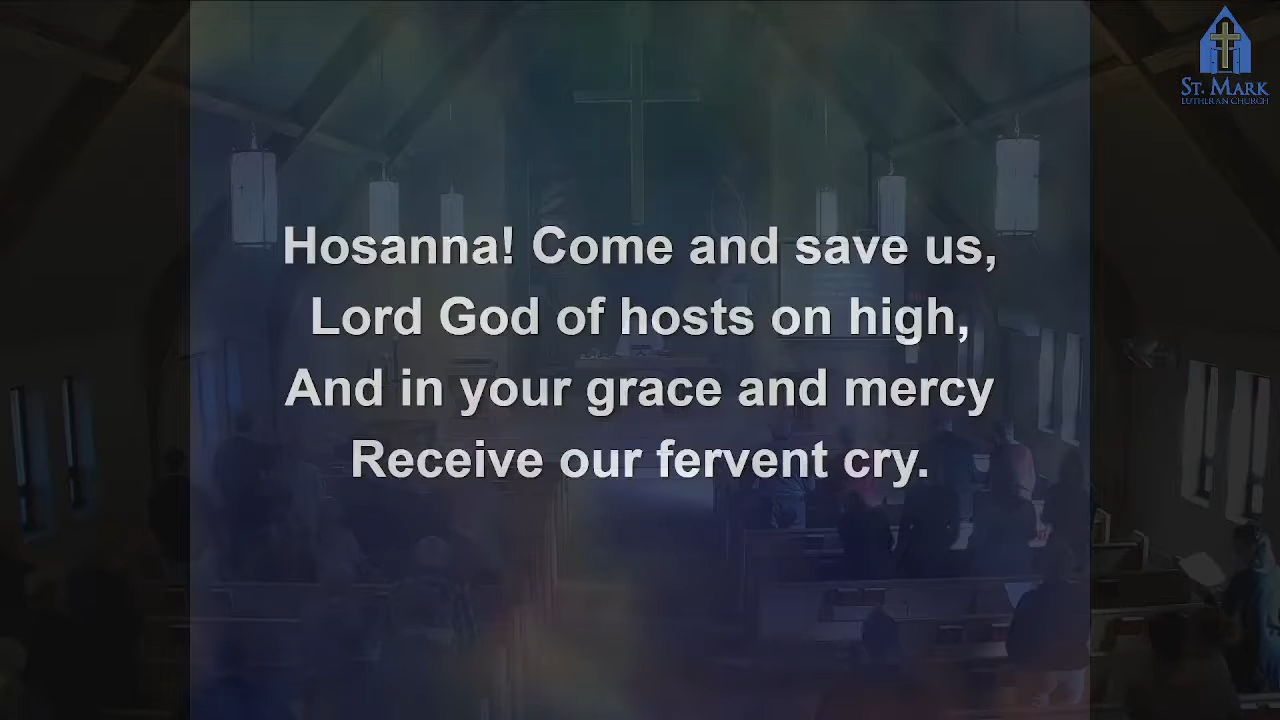 St. Mark
Lutheran Church
Hosanna! Come and save us,
Lord God of hosts on high,
And in your grace and mercy
Receive our fervent cry.